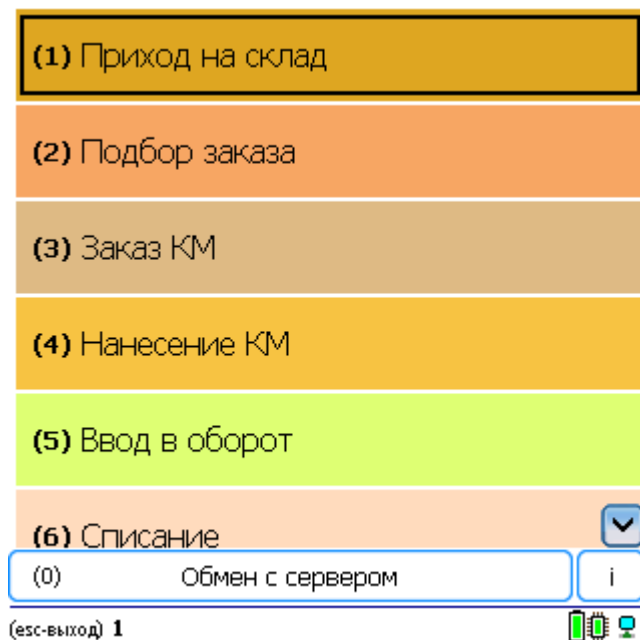 (1) Приход на склад
(2) Подбор заказа
(3) Заказ КМ
(4) Нанесение КМ
(5) Ввод в оборот
(6) Списание
(0) Обмен с сервером i
(esc-выход) 1